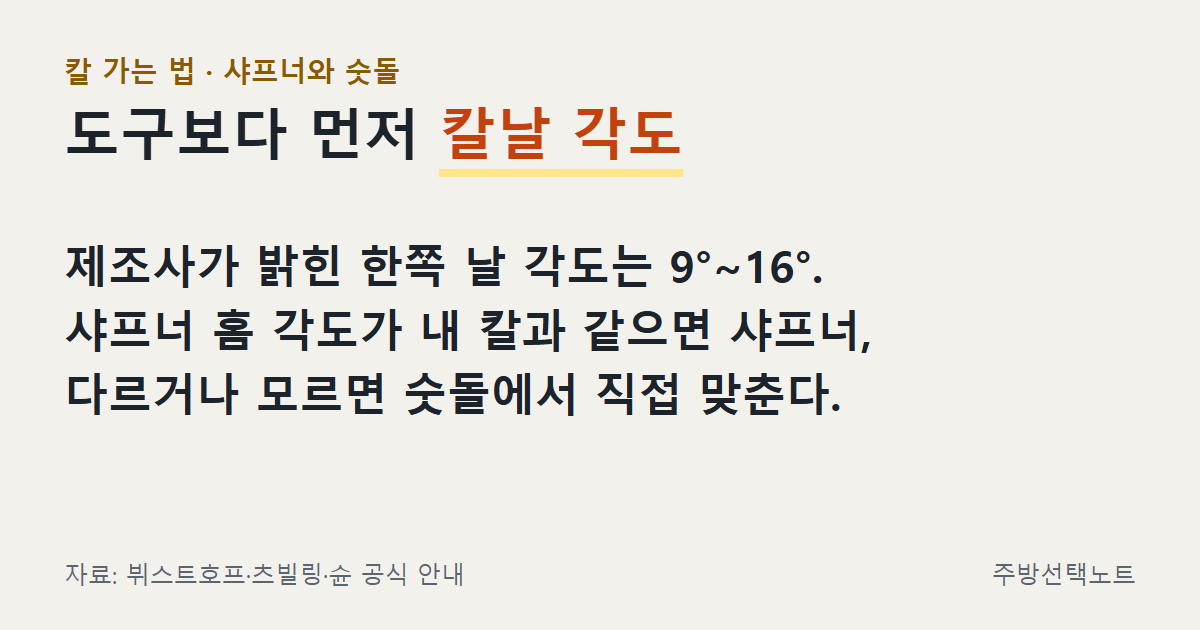 칼 가는 법 · 샤프너와 숫돌
도구보다 먼저 칼날 각도
제조사가 밝힌 한쪽 날 각도는 9°~16°.
샤프너 홈 각도가 내 칼과 같으면 샤프너,
다르거나 모르면 숫돌에서 직접 맞춘다.
자료: 뷔스트호프·츠빌링·슌 공식 안내
주방선택노트